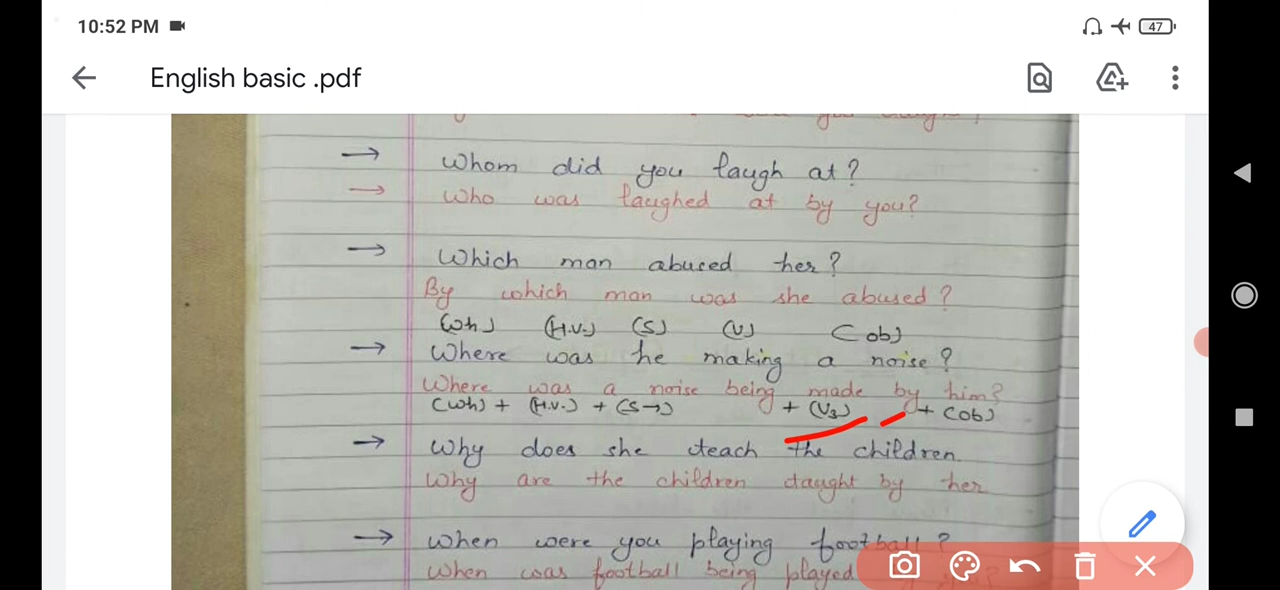 10:52 PM
47
English basic .pdf
Whom did you laugh at?
Who was laughed at by you?
Which man abused her?
By which man was she abused?
(Wh) (H.V.) (S) (V) (ob)
Where was he making a noise?
Where was a noise being made by him?
(Wh) + (H.V.) + (S→) + (V3) + (ob)
Why does she teach the children
Why are the children taught by her
When were you playing football?
When was football being played